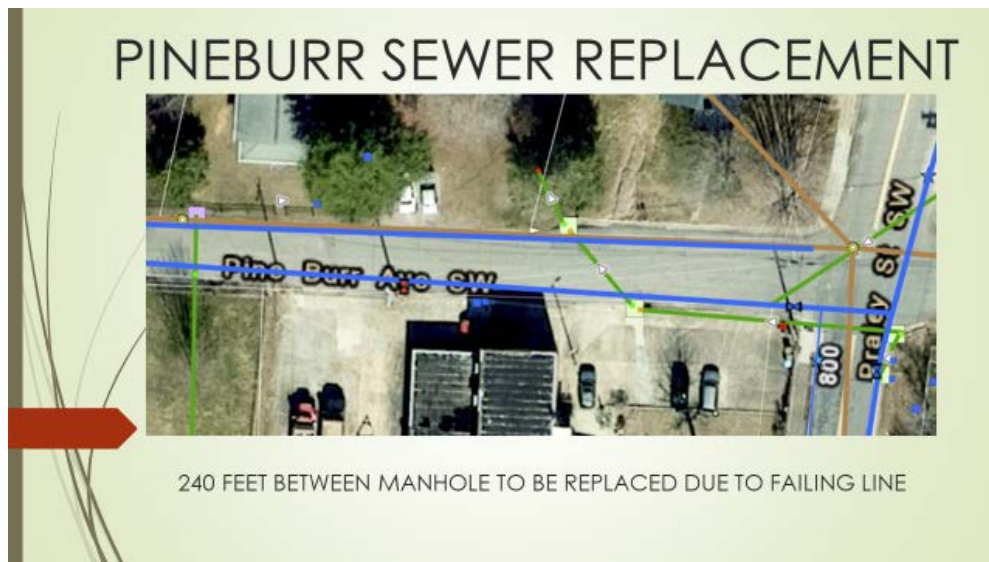 PINEBURR SEWER REPLACEMENT
Pine Burr Ave SW
St SW
800
240 FEET BETWEEN MANHOLE TO BE REPLACED DUE TO FAILING LINE